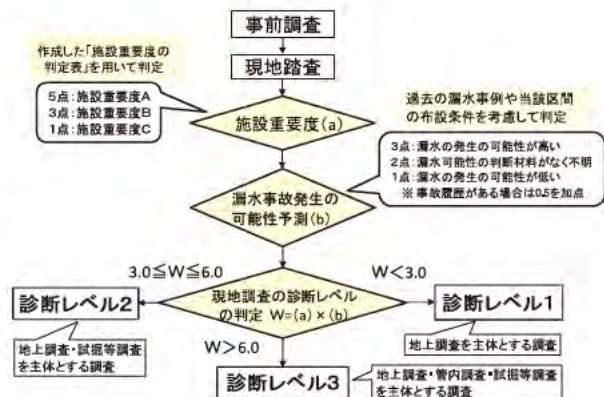 事前調査
現地踏査
作成した「施設重要度の
判定表」を用いて判定
5点:施設重要度A
3点:施設重要度B
1点:施設重要度C
施設重要度(a)
過去の漏水事例や当該区間
の布設条件を考慮して判定
3点:漏水の発生の可能性が高い
2点:漏水可能性の判断材料がなく不明
1点:漏水の発生の可能性が低い
※事故履歴がある場合は0.5を加点
漏水事故発生の
可能性予測(b)
3.0≦W≦6.0
W<3.0
診断レベル2
現地調査の診断レベル
の判定 W=(a)×(b)
診断レベル1
地上調査・試掘等調査
を主体とする調査
地上調査を主体とする調査
W>6.0
診断レベル3
地上調査・管内調査・試掘等調査
を主体とする調査